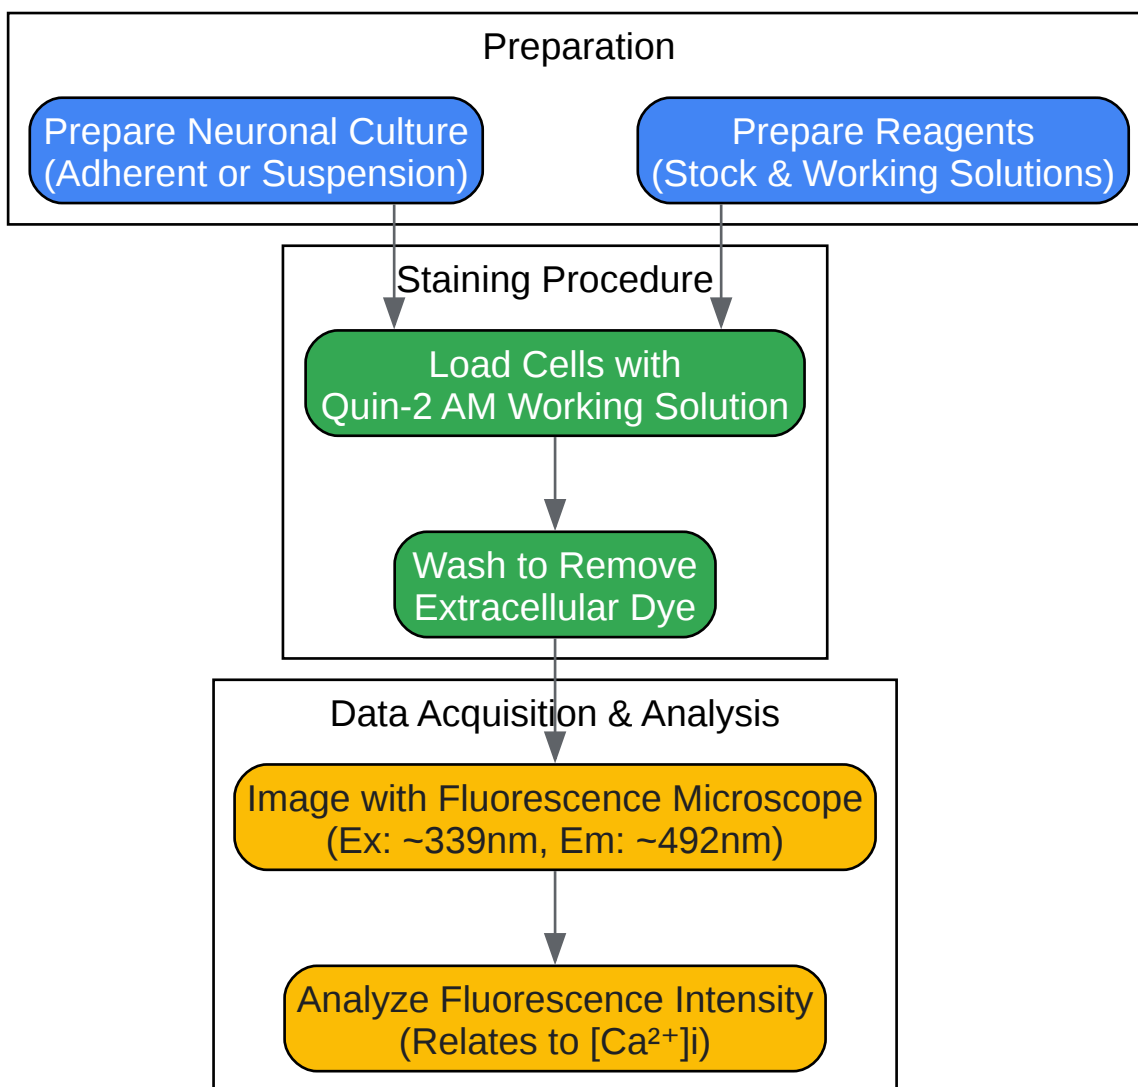 Preparation
Prepare Neuronal Culture
(Adherent or Suspension)
Prepare Reagents
(Stock & Working Solutions)
Staining Procedure
Load Cells with
Quin-2 AM Working Solution
Wash to Remove
Extracellular Dye
Data Acquisition & Analysis
Image with Fluorescence Microscope
(Ex: ~339nm, Em: ~492nm)
Analyze Fluorescence Intensity
(Relates to [Ca²⁺]i)